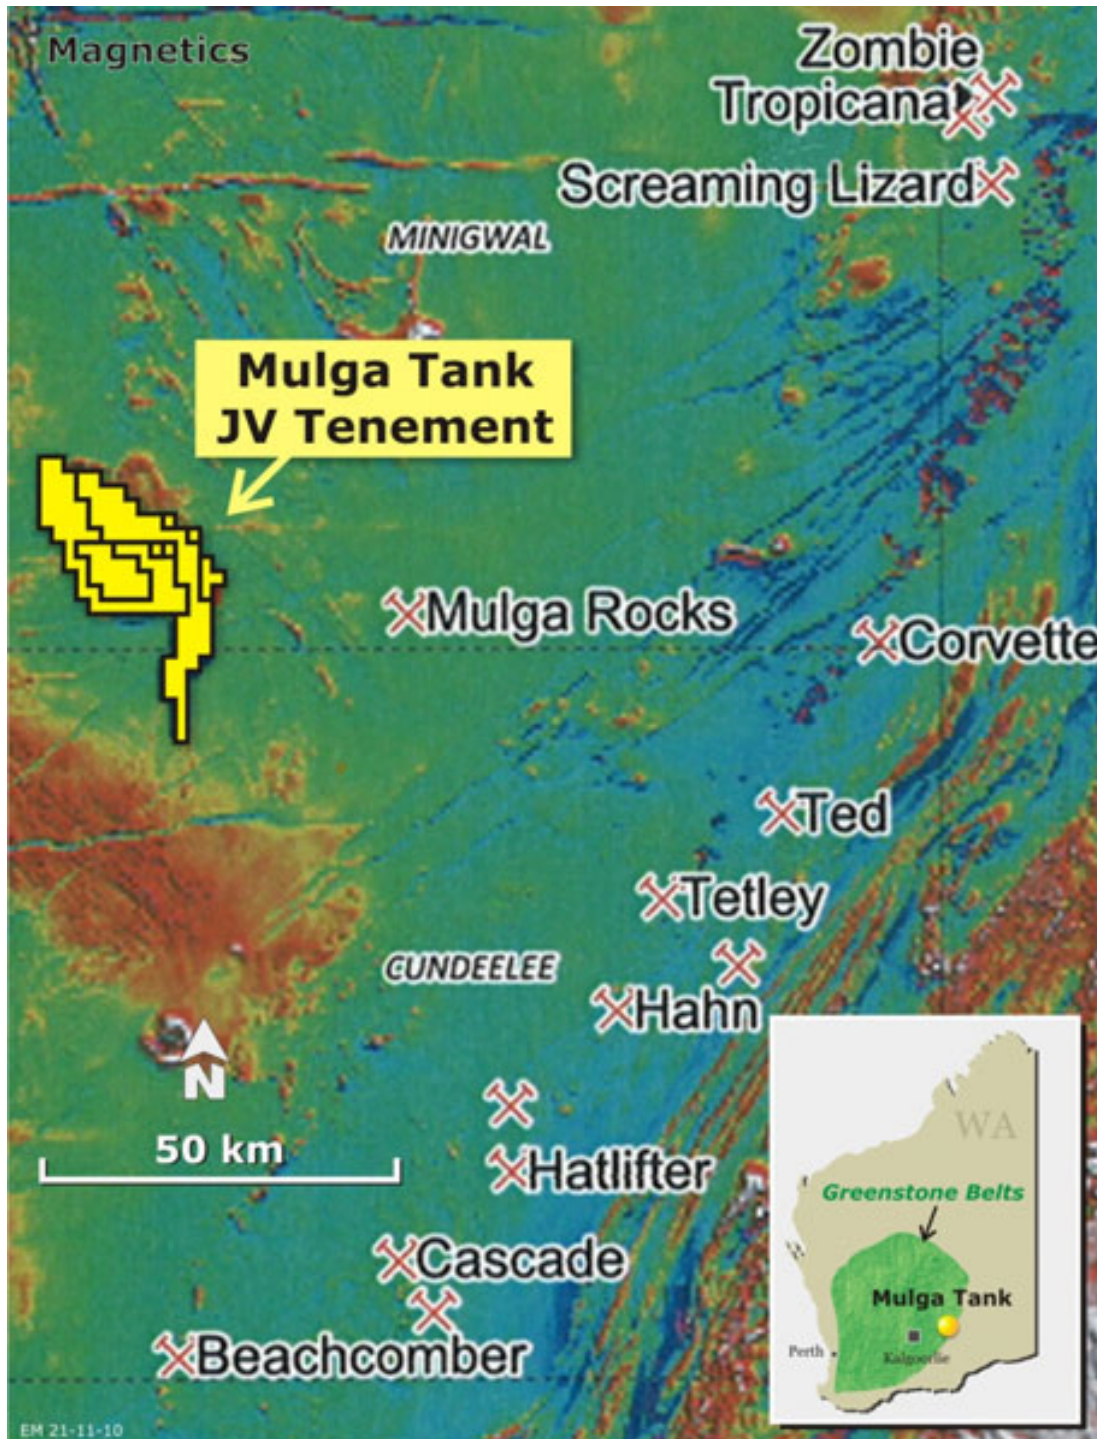 Magnetics
Zombie
Tropicana
Screaming Lizard
MINIGWAL
Mulga Tank
JV Tenement
Mulga Rocks
Corvette
Ted
Tetley
CUNDEELEE
Hahn
N
50 km
Hatlifter
Cascade
Beachcomber
WA
Greenstone Belts
Mulga Tank
Perth
Kalgoorlie
EM 21-11-10